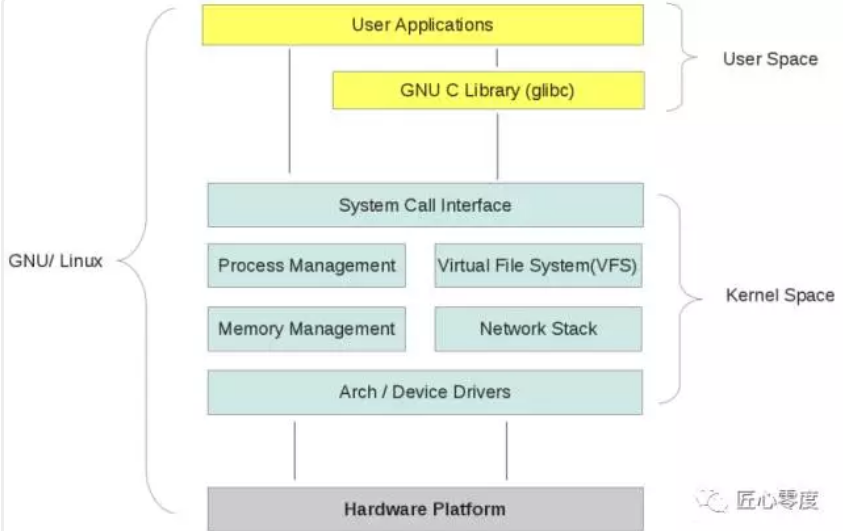 User Applications
User Space
GNU C Library (glibc)
System Call Interface
GNU/ Linux
Process Management
Virtual File System(VFS)
Kernel Space
Memory Management
Network Stack
Arch / Device Drivers
Hardware Platform
匠心零度